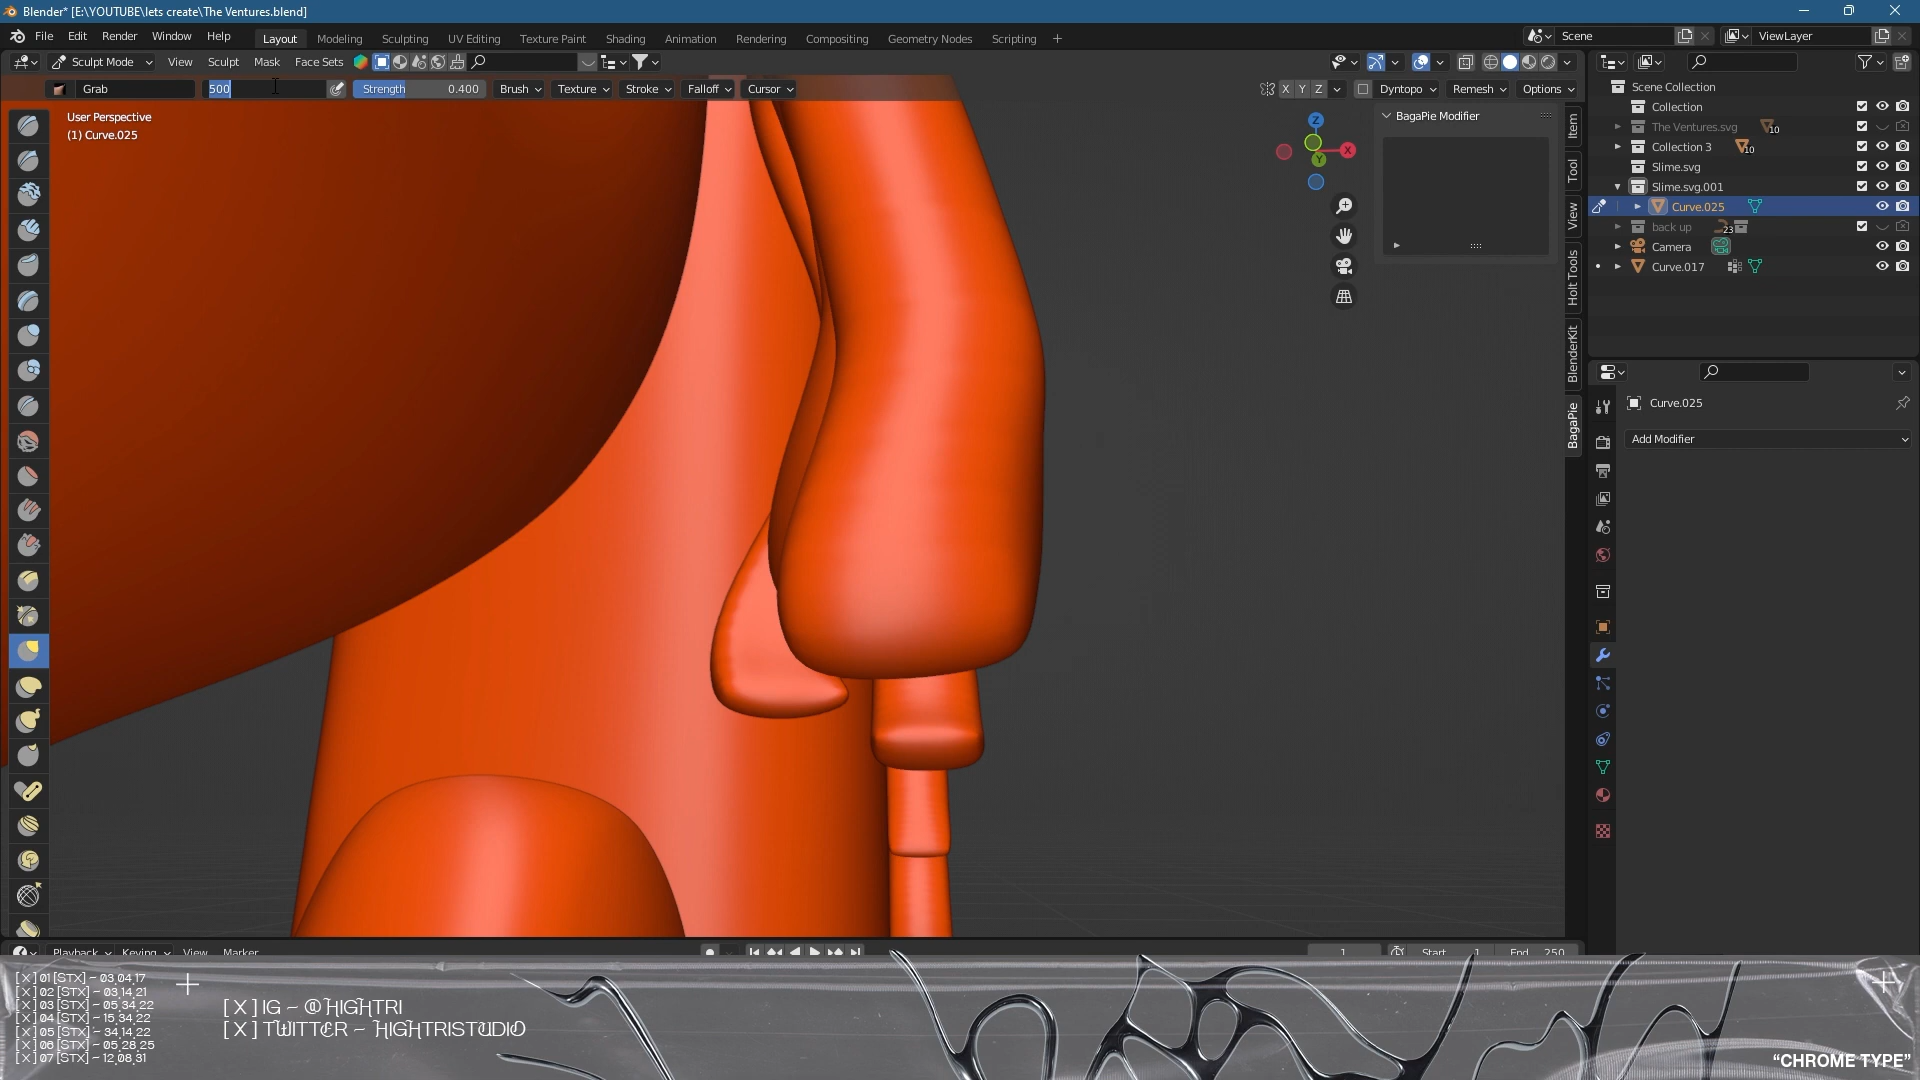 Blender* [E:\YOUTUBE\lets create\The Ventures.blend]
File Edit Render Window Help
Layout Modeling Sculpting UV Editing Texture Paint Shading Animation Rendering Compositing Geometry Nodes Scripting +
Scene
ViewLayer
Sculpt Mode View Sculpt Mask Face Sets
Grab 500 Strength 0.400 Brush Texture Stroke Falloff Cursor
X Y Z Dyntopo Remesh Options
User Perspective
(1) Curve.025
Z
X
Y
BagaPie Modifier
Item
Tool
View
Holt Tools
BlenderKit
BagaPie
Scene Collection
Collection
The Ventures.svg 10
Collection 3 10
Slime.svg
Slime.svg.001
Curve.025
back up 23
Camera
Curve.017
Curve.025
Add Modifier
Playback Keying View Marker
1 Start 1 End 250
[X] 01 [STX] – 03.04.17
[X] 02 [STX] – 03.14.21
[X] 03 [STX] – 05.34.22
[X] 04 [STX] – 15.34.22
[X] 05 [STX] – 34.14.22
[X] 06 [STX] – 05.28.25
[X] 07 [STX] – 12.08.31
[X] IG – @HIGHTRI
[X] TWITTER – HIGHTRISTUDIO
“CHROME TYPE”